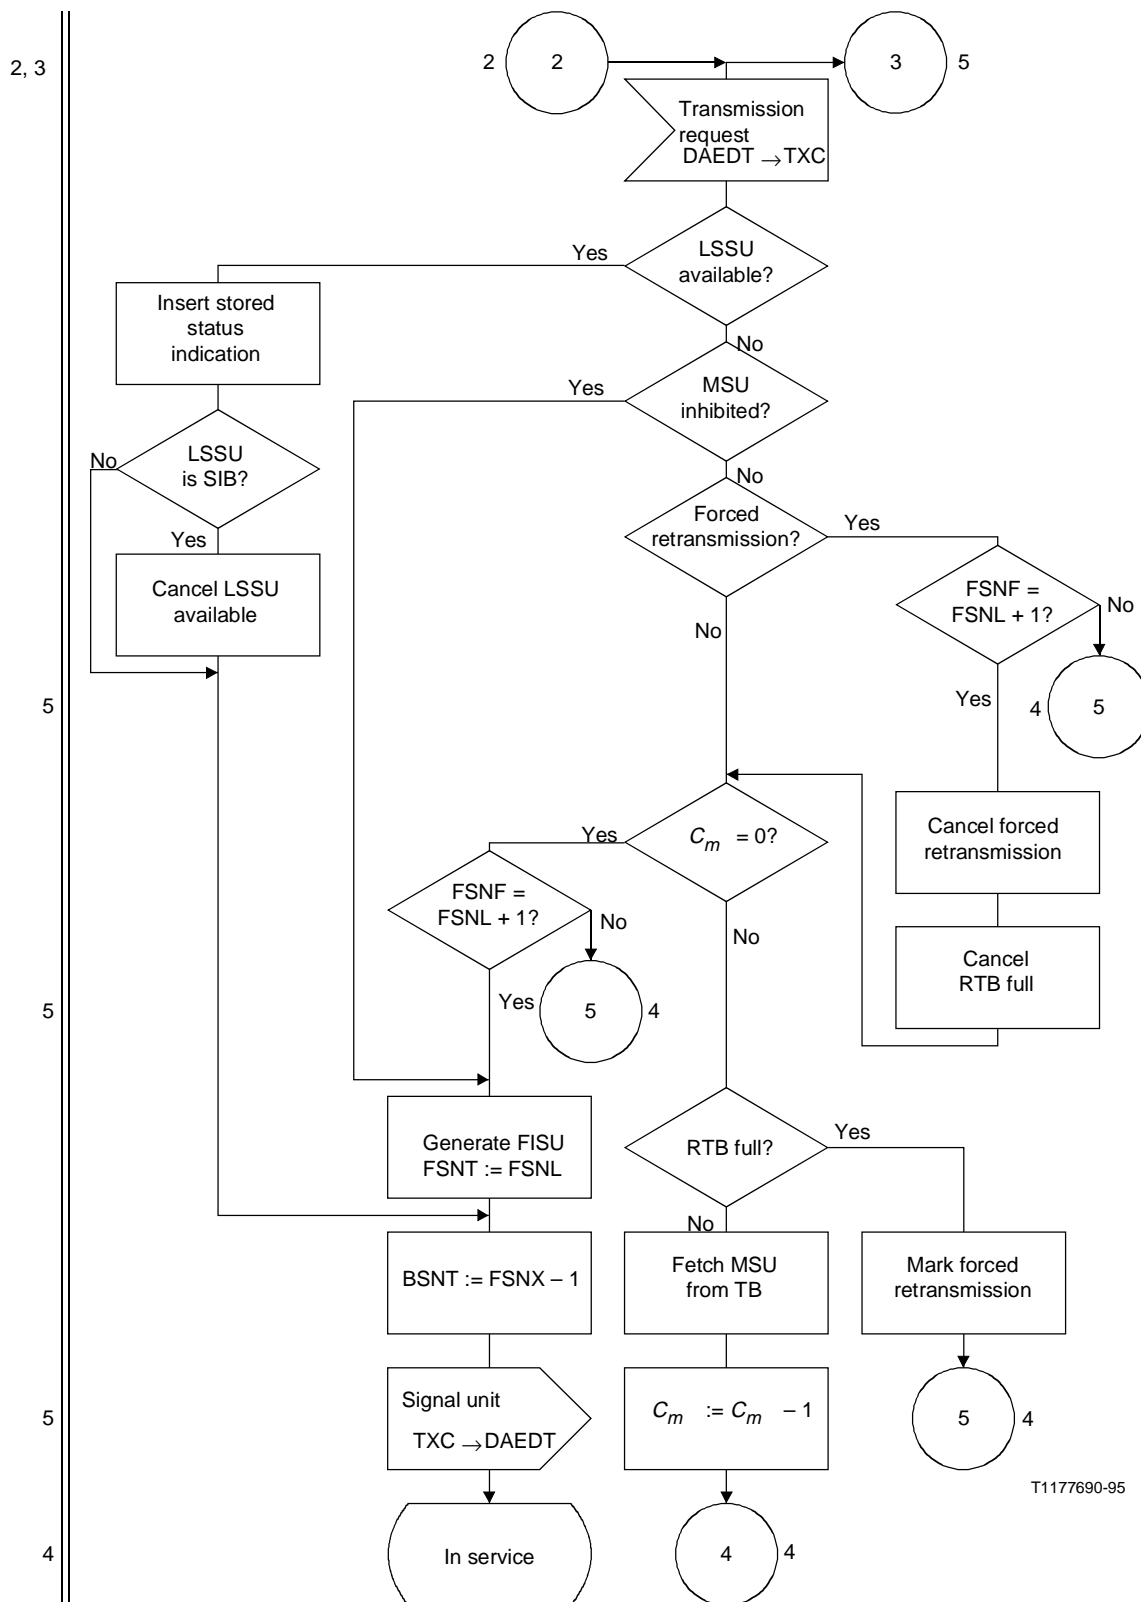 2, 3
2
2
3
5
Transmission
request
DAEDT → TXC
LSSU
available?
Yes
No
Insert stored
status
indication
MSU
inhibited?
Yes
No
LSSU
is SIB?
No
Yes
Forced
retransmission?
Yes
No
Cancel LSSU
available
FSNF =
FSNL + 1?
No
Yes
5
4
5
Cancel forced
retransmission
Cm = 0?
Yes
No
FSNF =
FSNL + 1?
No
Yes
Cancel
RTB full
5
5
4
Generate FISU
FSNT := FSNL
RTB full?
Yes
No
BSNT := FSNX – 1
Fetch MSU
from TB
Mark forced
retransmission
5
Signal unit
TXC → DAEDT
Cm := Cm – 1
5
4
T1177690-95
4
In service
4
4